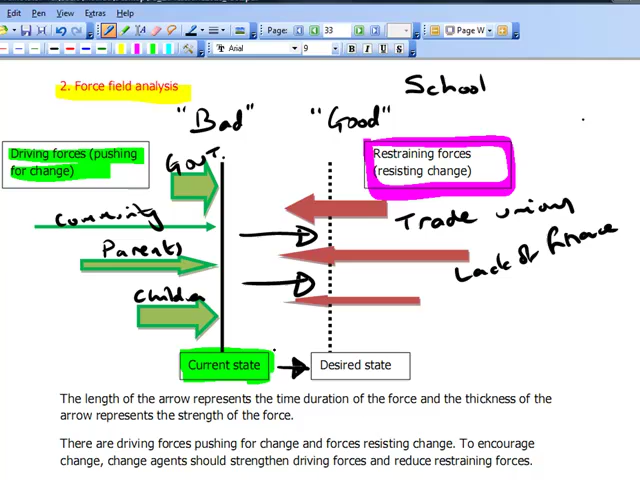 Edit Pen View Extras Help
Page: 33 Page W
Arial 9
2. Force field analysis
School
"Bad" "Good"
Driving forces (pushing
for change)
Govt.
Restraining forces
(resisting change)
Community
Trade unions
Parents
Lack of finance
Children
Current state
Desired state
The length of the arrow represents the time duration of the force and the thickness of the
arrow represents the strength of the force.
There are driving forces pushing for change and forces resisting change. To encourage
change, change agents should strengthen driving forces and reduce restraining forces.